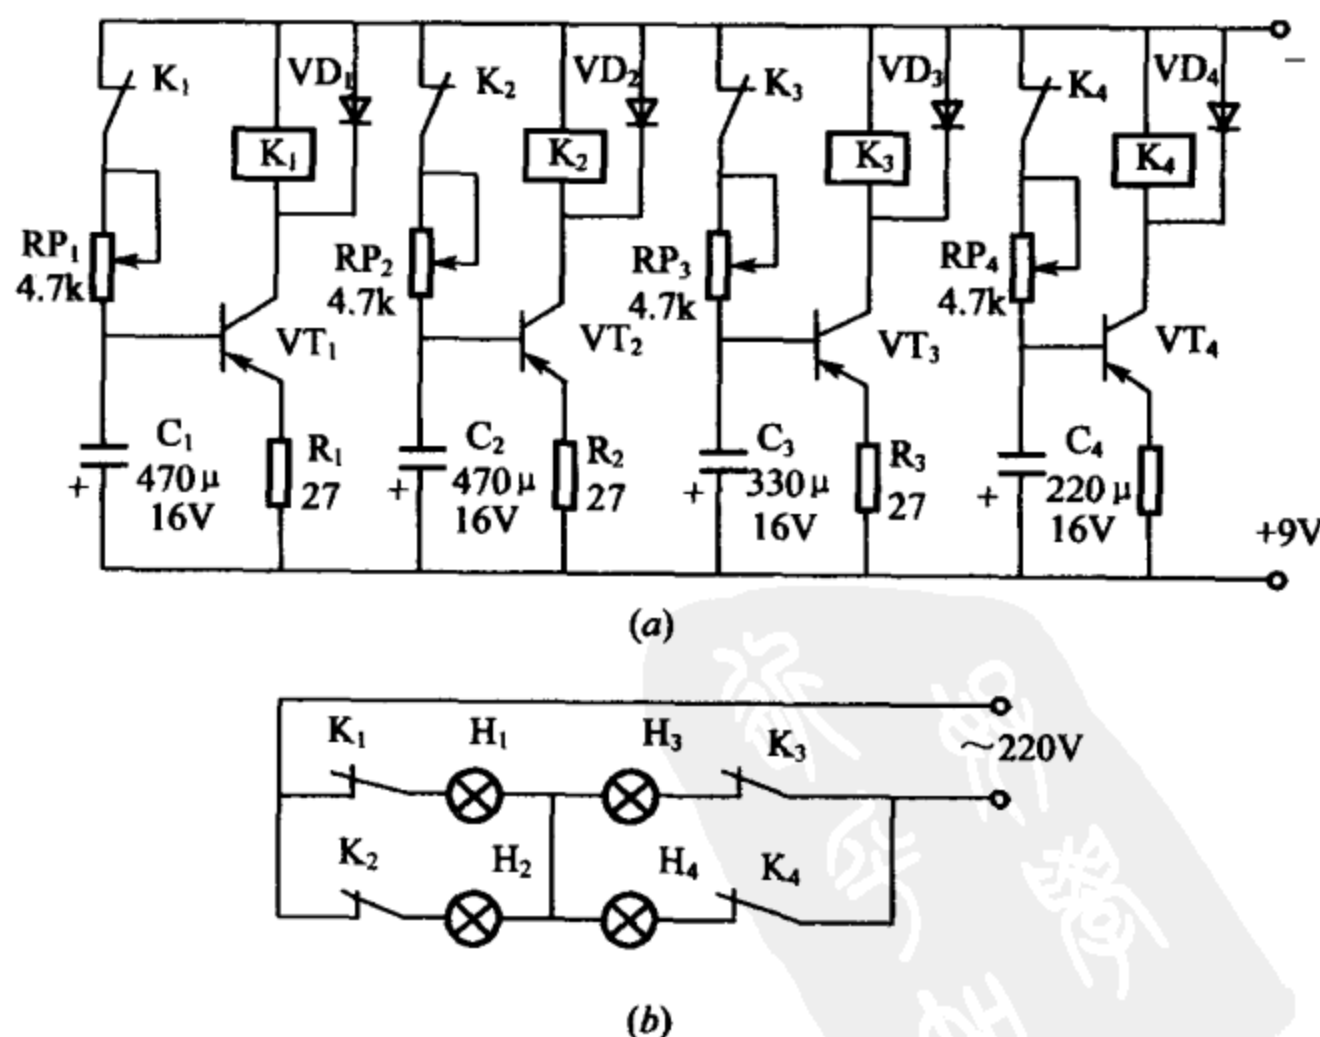 K₁ VD₁ K₂ VD₂ K₃ VD₃ K₄ VD₄ −
K₁ K₂ K₃ K₄
RP₁ RP₂ RP₃ RP₄
4.7k 4.7k 4.7k 4.7k
VT₁ VT₂ VT₃ VT₄
C₁ R₁ C₂ R₂ C₃ R₃ C₄
+ 470μ 27 + 470μ 27 + 330μ 27 + 220μ
16V 16V 16V 16V +9V
(a)
K₁ H₁ H₃ K₃ ~220V
K₂ H₂ H₄ K₄
(b)